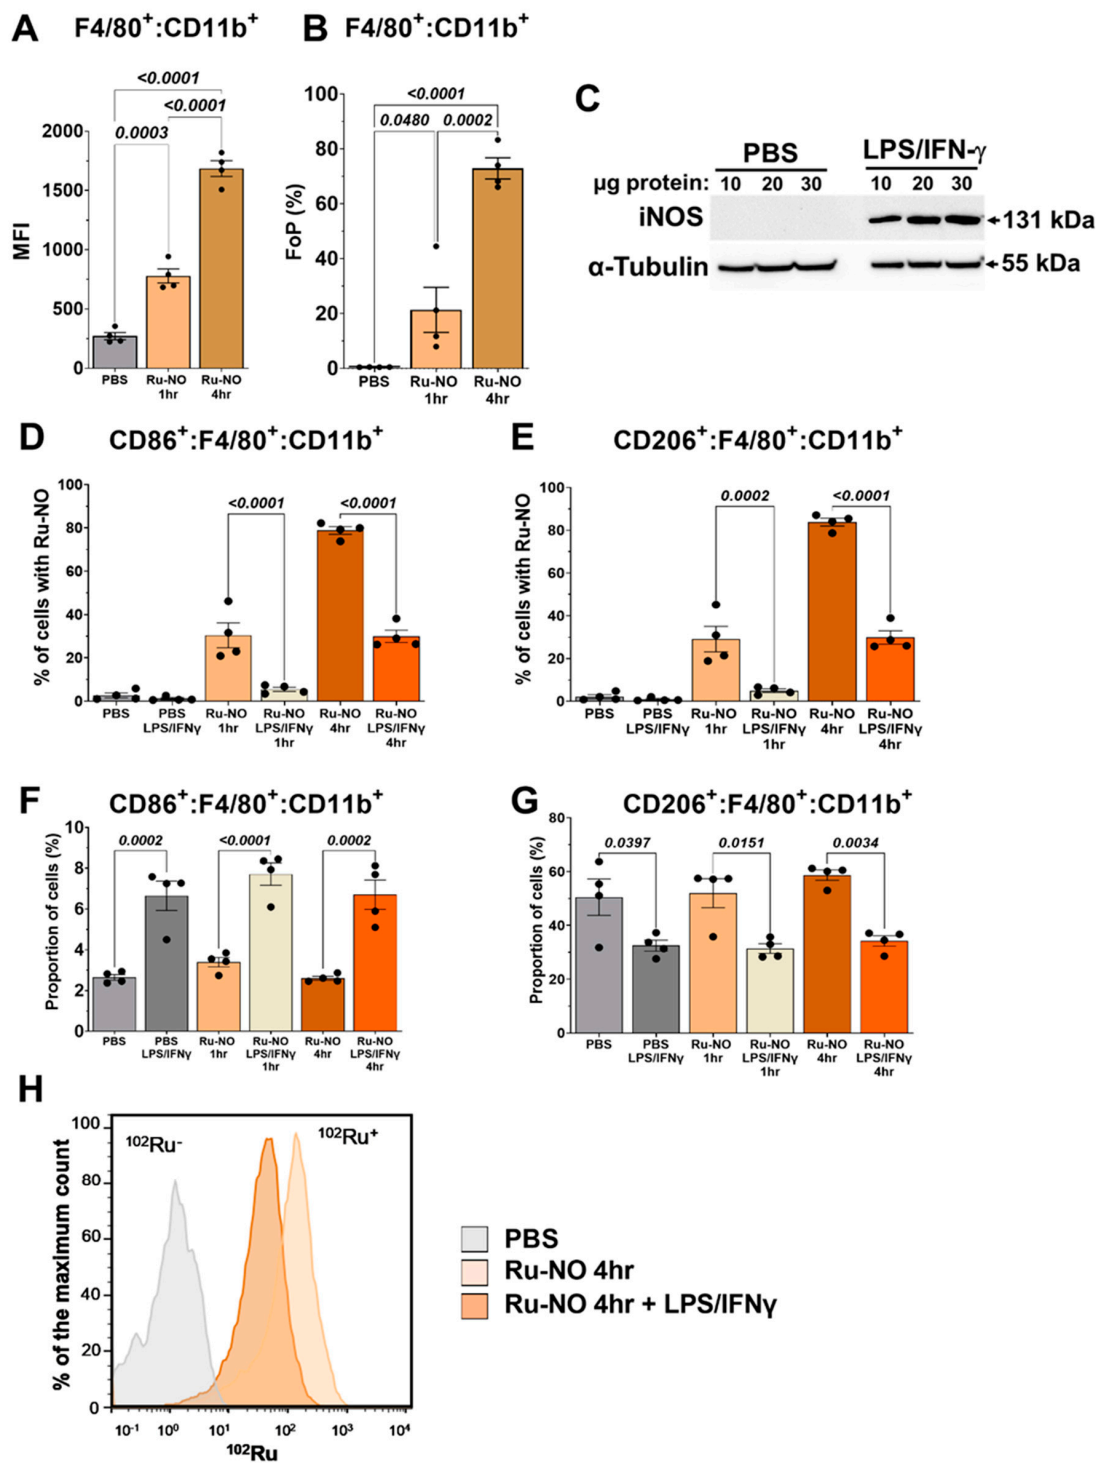 A F4/80⁺:CD11b⁺
<0.0001
<0.0001
0.0003
2000
1500
1000
500
0
MFI
PBS
Ru-NO
1hr
Ru-NO
4hr
B F4/80⁺:CD11b⁺
<0.0001
0.0480 0.0002
100
80
60
40
20
0
FoP (%)
PBS
Ru-NO
1hr
Ru-NO
4hr
C
PBS LPS/IFN-γ
µg protein: 10 20 30 10 20 30
iNOS 131 kDa
α-Tubulin 55 kDa
D CD86⁺:F4/80⁺:CD11b⁺
<0.0001 <0.0001
100
80
60
40
20
0
% of cells with Ru-NO
PBS
PBS
LPS/IFNγ
Ru-NO
1hr
Ru-NO
LPS/IFNγ
1hr
Ru-NO
4hr
Ru-NO
LPS/IFNγ
4hr
E CD206⁺:F4/80⁺:CD11b⁺
0.0002 <0.0001
100
80
60
40
20
0
% of cells with Ru-NO
PBS
PBS
LPS/IFNγ
Ru-NO
1hr
Ru-NO
LPS/IFNγ
1hr
Ru-NO
4hr
Ru-NO
LPS/IFNγ
4hr
F CD86⁺:F4/80⁺:CD11b⁺
0.0002 <0.0001 0.0002
10
8
6
4
2
0
Proportion of cells (%)
PBS
PBS
LPS/IFNγ
Ru-NO
1hr
Ru-NO
LPS/IFNγ
1hr
Ru-NO
4hr
Ru-NO
LPS/IFNγ
4hr
G CD206⁺:F4/80⁺:CD11b⁺
0.0397 0.0151 0.0034
80
60
40
20
0
Proportion of cells (%)
PBS
PBS
LPS/IFNγ
Ru-NO
1hr
Ru-NO
LPS/IFNγ
1hr
Ru-NO
4hr
Ru-NO
LPS/IFNγ
4hr
H
¹⁰²Ru⁻ ¹⁰²Ru⁺
100
80
60
40
20
0
% of the maximum count
10⁻¹ 10⁰ 10¹ 10² 10³ 10⁴
¹⁰²Ru
PBS
Ru-NO 4hr
Ru-NO 4hr + LPS/IFNγ